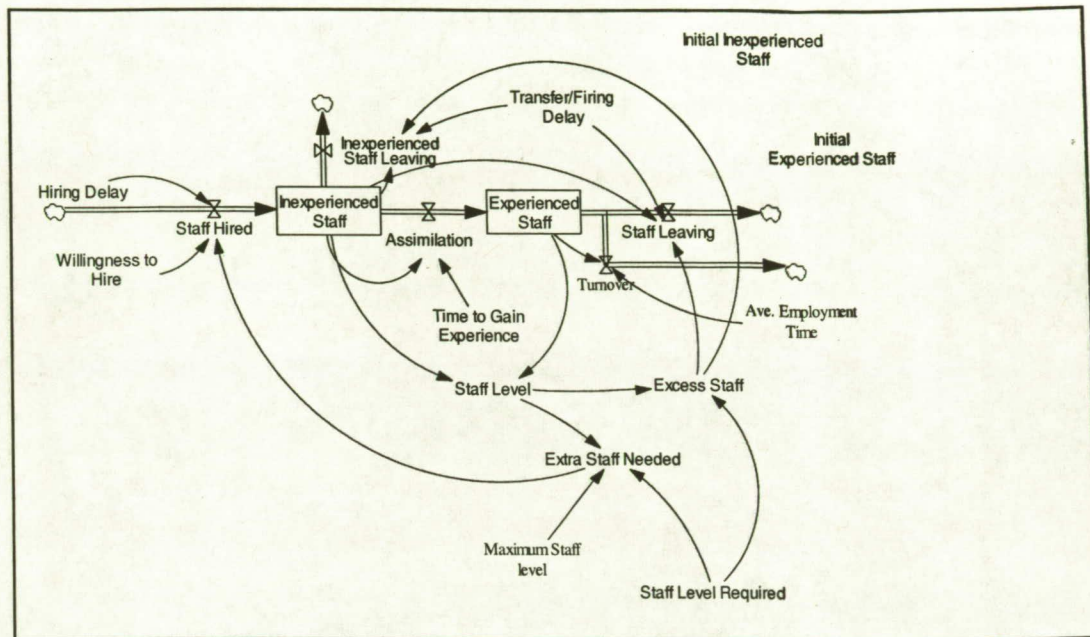 Initial Inexperienced
Staff
Transfer/Firing
Delay
Inexperienced
Staff Leaving
Initial
Experienced Staff
Hiring Delay
Inexperienced
Staff
Experienced
Staff
Staff Hired
Staff Leaving
Assimilation
Willingness to
Hire
Turnover
Time to Gain
Experience
Ave. Employment
Time
Staff Level
Excess Staff
Extra Staff Needed
Maximum Staff
level
Staff Level Required